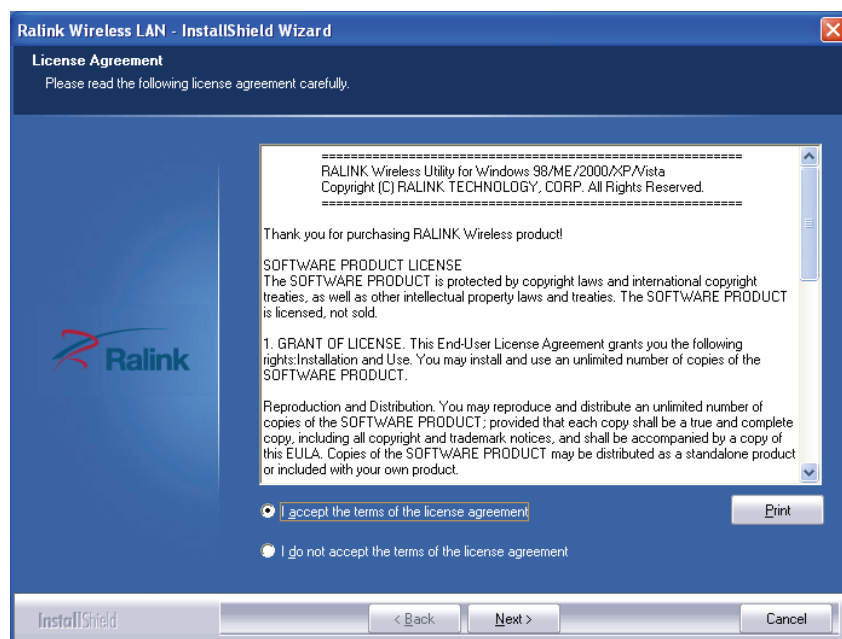 Ralink Wireless LAN - InstallShield Wizard
License Agreement
Please read the following license agreement carefully.
==========================================================
RALINK Wireless Utility for Windows 98/ME/2000/XP/Vista
Copyright (C) RALINK TECHNOLOGY, CORP. All Rights Reserved.
==========================================================
Thank you for purchasing RALINK Wireless product!
SOFTWARE PRODUCT LICENSE
The SOFTWARE PRODUCT is protected by copyright laws and international copyright
treaties, as well as other intellectual property laws and treaties. The SOFTWARE PRODUCT
is licensed, not sold.
1. GRANT OF LICENSE. This End-User License Agreement grants you the following
rights:Installation and Use. You may install and use an unlimited number of copies of the
SOFTWARE PRODUCT.
Reproduction and Distribution. You may reproduce and distribute an unlimited number of
copies of the SOFTWARE PRODUCT; provided that each copy shall be a true and complete
copy, including all copyright and trademark notices, and shall be accompanied by a copy of
this EULA. Copies of the SOFTWARE PRODUCT may be distributed as a standalone product
or included with your own product.
Ralink
I accept the terms of the license agreement
Print
I do not accept the terms of the license agreement
InstallShield
< Back
Next >
Cancel